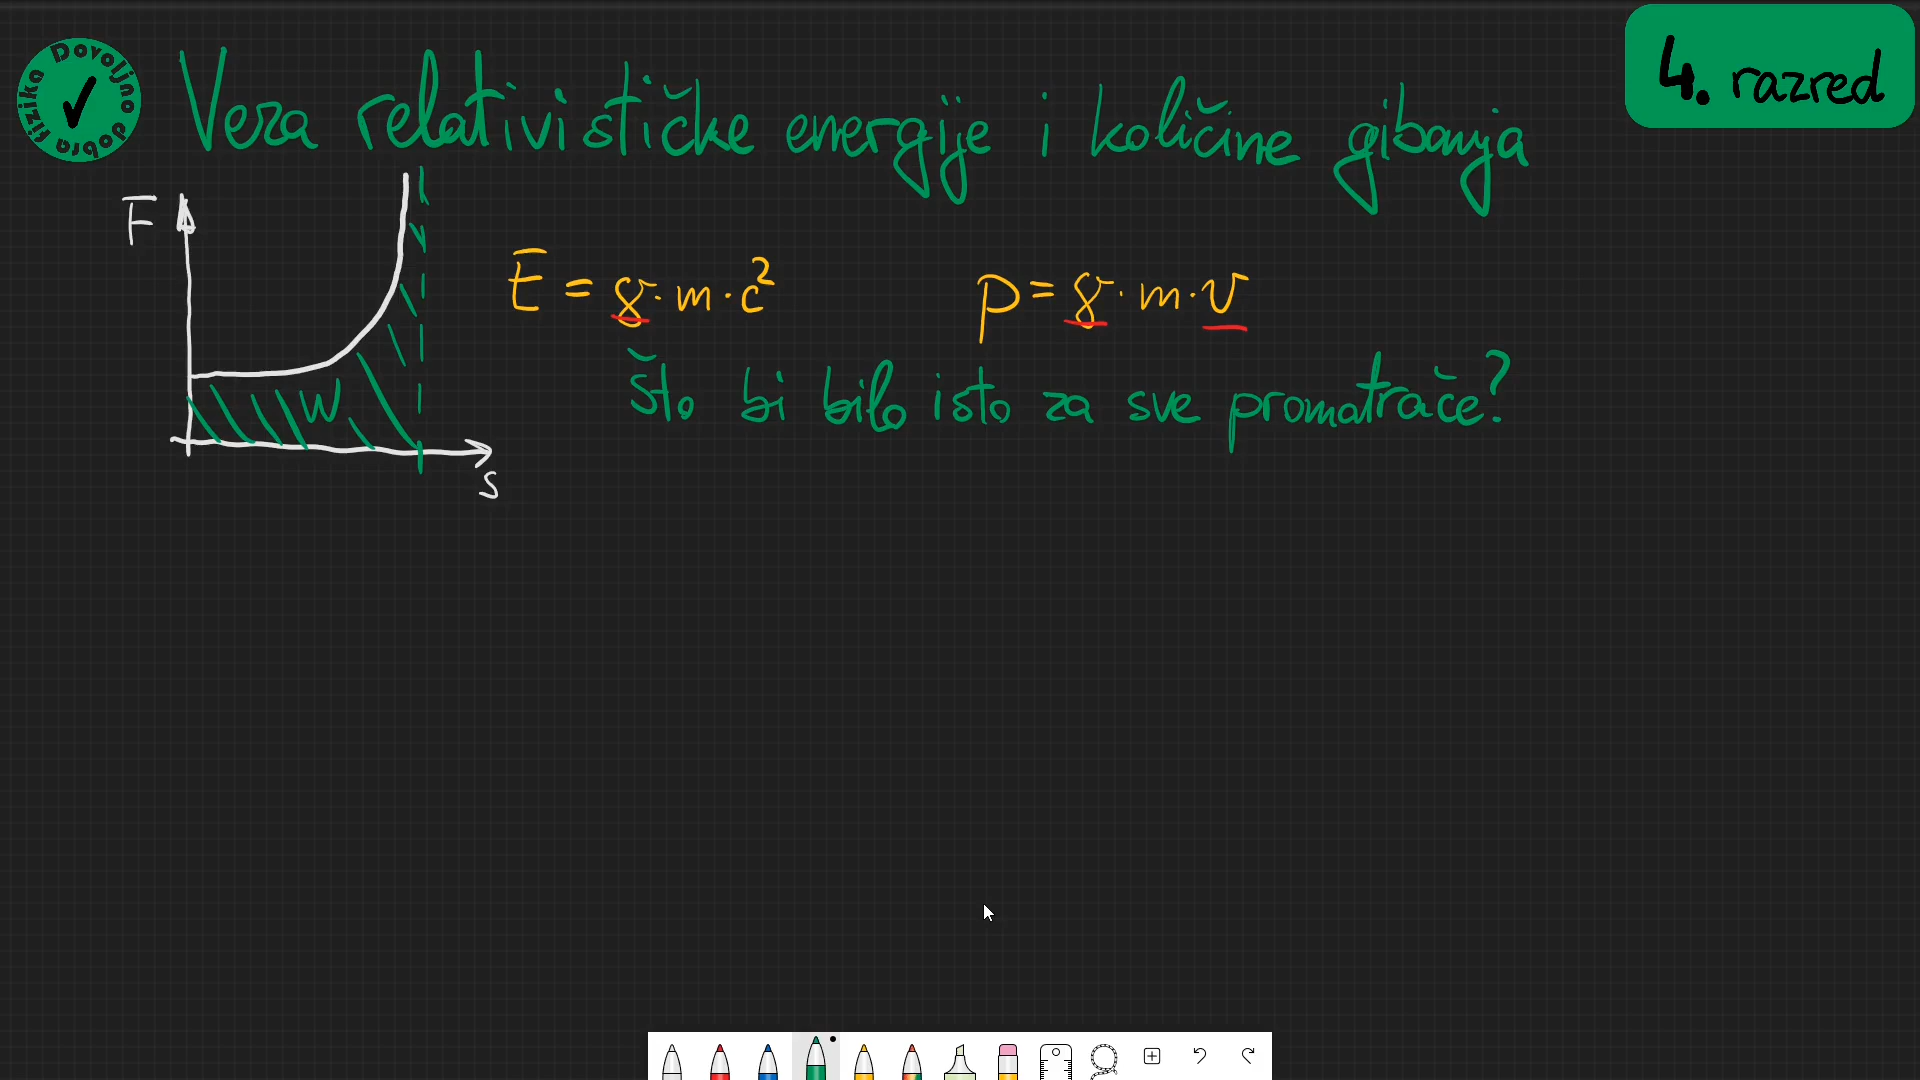 Dovoljno dobra fizika
4. razred
Veza relativističke energije i količine gibanja
F
E = γ · m · c²
p = γ · m · v
Što bi bilo isto za sve promatrače?
W
s